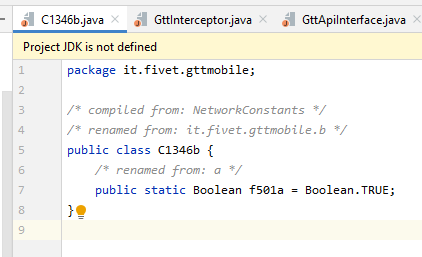 C1346b.java GttInterceptor.java GttApiInterface.java
Project JDK is not defined
1 package it.fivet.gttmobile;
2
3 /* compiled from: NetworkConstants */
4 /* renamed from: it.fivet.gttmobile.b */
5 public class C1346b {
6 /* renamed from: a */
7 public static Boolean f501a = Boolean.TRUE;
8 }
9